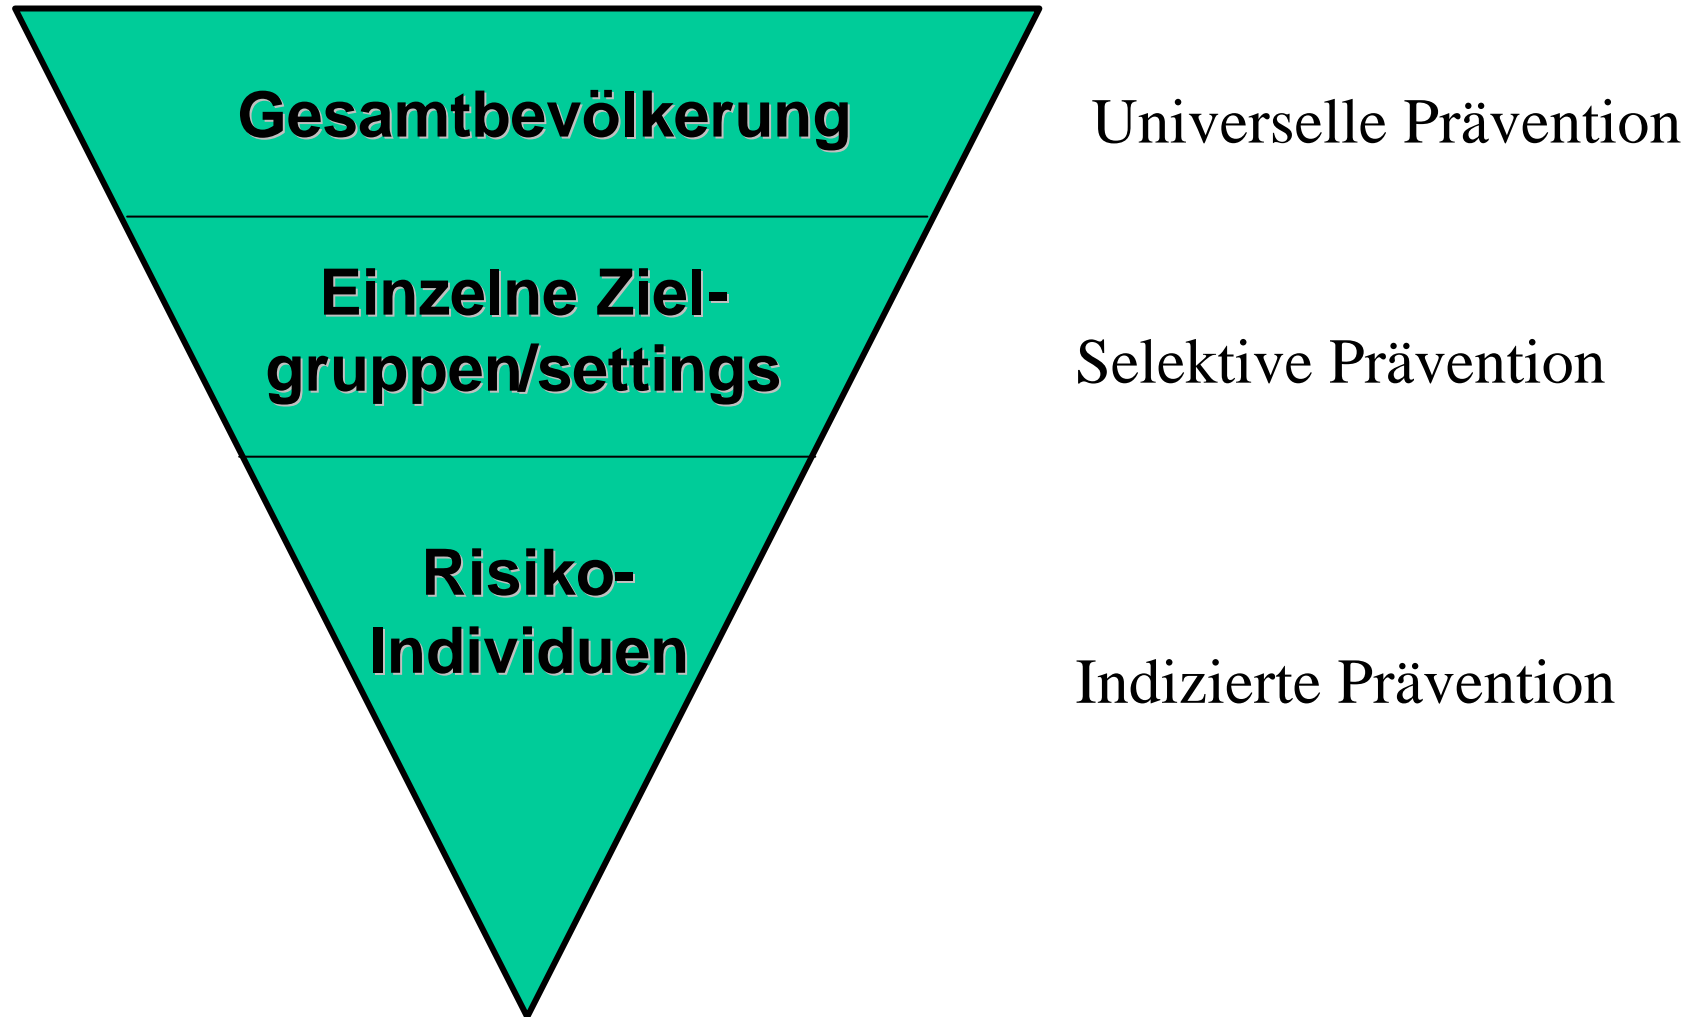 Gesamtbevölkerung
Universelle Prävention
Einzelne Ziel-
gruppen/settings
Selektive Prävention
Risiko-
Individuen
Indizierte Prävention